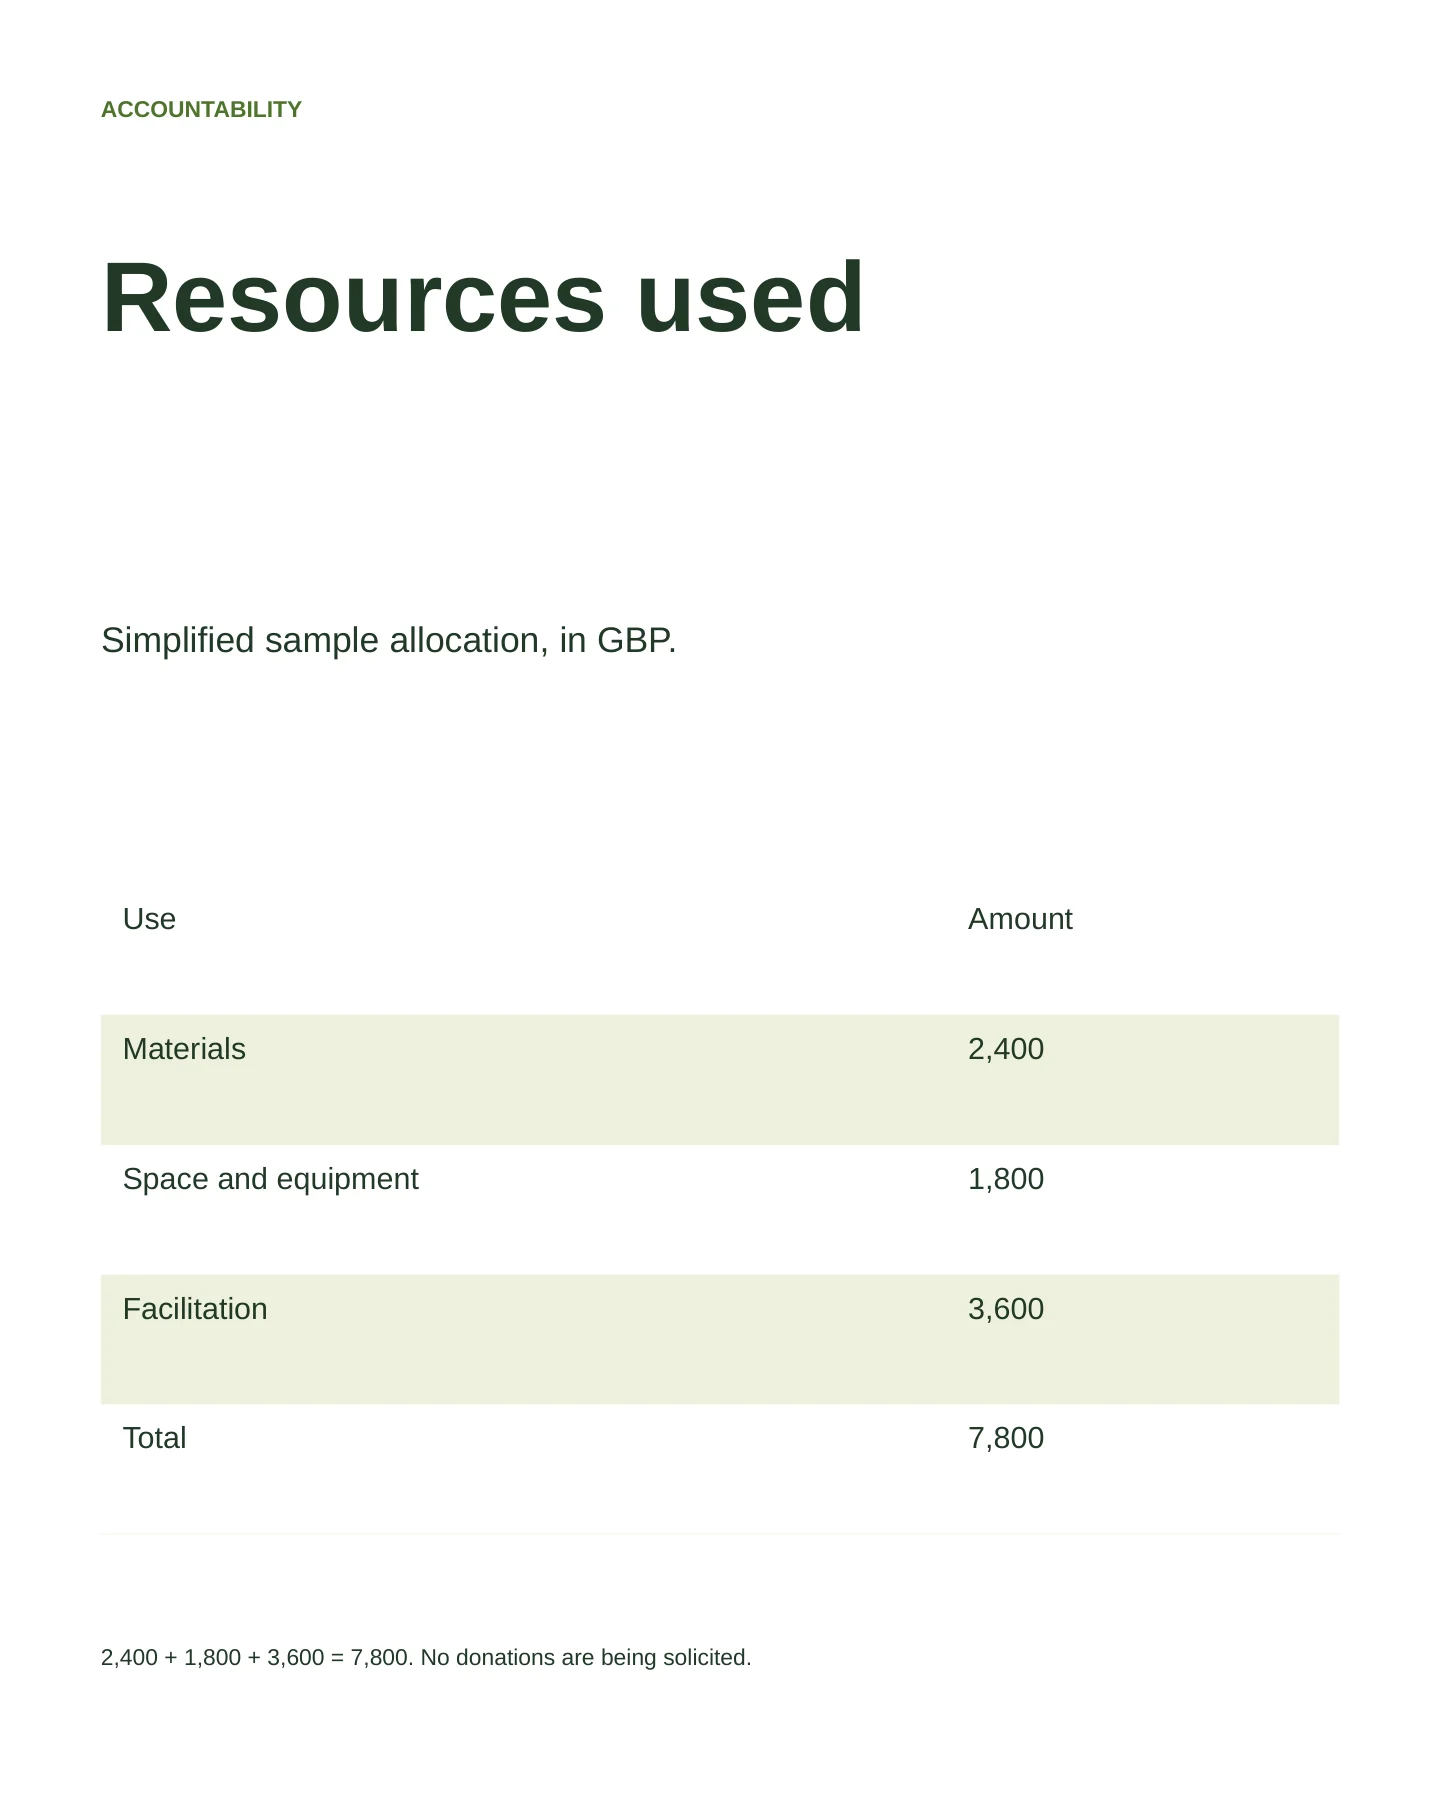 ACCOUNTABILITY
Resources used
Simplified sample allocation, in GBP.
Use Amount
Materials 2,400
Space and equipment 1,800
Facilitation 3,600
Total 7,800
2,400 + 1,800 + 3,600 = 7,800. No donations are being solicited.